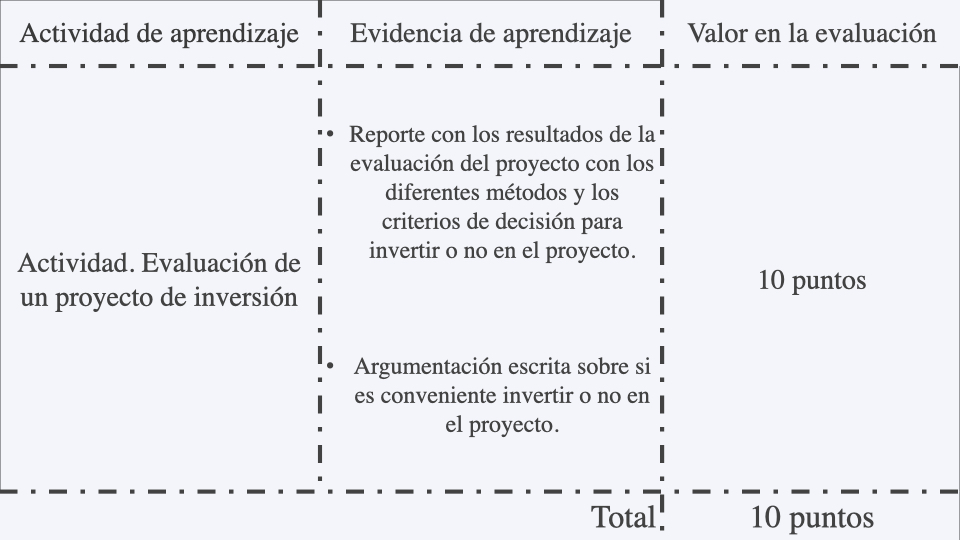 Actividad de aprendizaje
Evidencia de aprendizaje
Valor en la evaluación
Actividad. Evaluación de
un proyecto de inversión
• Reporte con los resultados de la
evaluación del proyecto con los
diferentes métodos y los
criterios de decisión para
invertir o no en el proyecto.
• Argumentación escrita sobre si
es conveniente invertir o no en
el proyecto.
10 puntos
Total
10 puntos